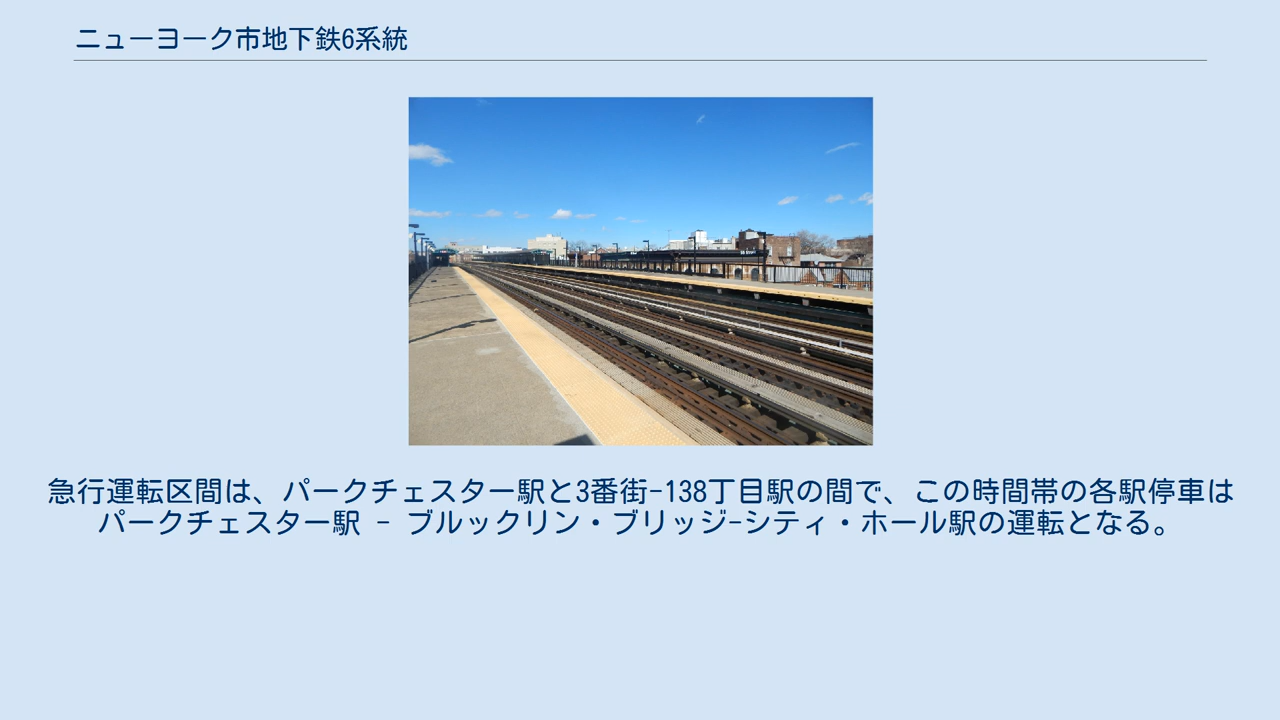 ニューヨーク市地下鉄6系統
急行運転区間は、パークチェスター駅と3番街-138丁目駅の間で、この時間帯の各駅停車は
パークチェスター駅 - ブルックリン・ブリッジ-シティ・ホール駅の運転となる。